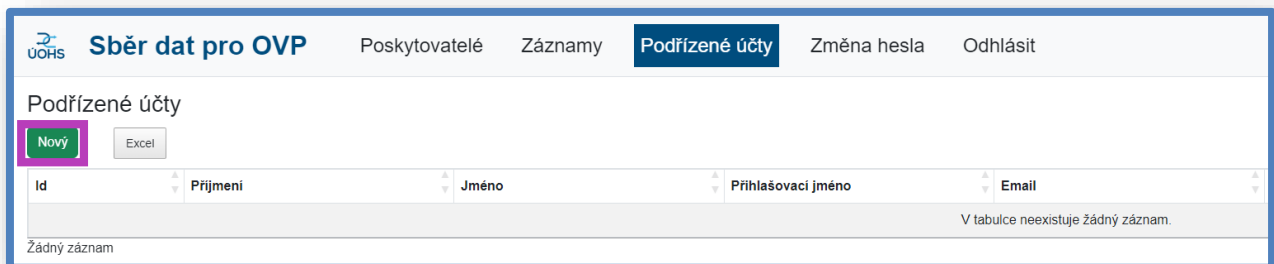 ÚOHS Sběr dat pro OVP Poskytovatelé Záznamy Podřízené účty Změna hesla Odhlásit
Podřízené účty
Nový Excel
Id Příjmení Jméno Přihlašovací jméno Email
V tabulce neexistuje žádný záznam.
Žádný záznam